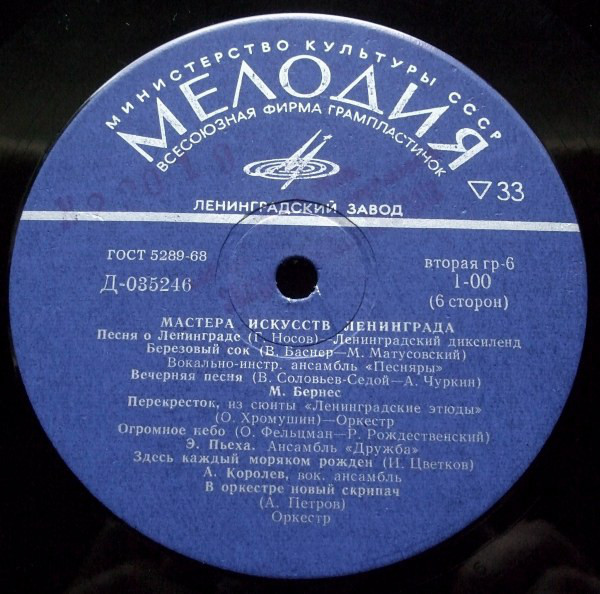 МИНИСТЕРСТВО КУЛЬТУРЫ СССР
МЕЛОДИЯ
ВСЕСОЮЗНАЯ ФИРМА ГРАМПЛАСТИНОК
ЛЕНИНГРАДСКИЙ ЗАВОД
33
ГОСТ 5289-68
Д-035246
вторая гр-6
1-00
(6 сторон)
МАСТЕРА ИСКУССТВ ЛЕНИНГРАДА
Песня о Ленинграде (Г. Носов)—Ленинградский диксиленд
Березовый сок (В. Баснер—М. Матусовский)
Вокально-инстр. ансамбль «Песняры»
Вечерняя песня (В. Соловьев-Седой—А. Чуркин)
М. Бернес
Перекресток, из сюиты «Ленинградские этюды»
(О. Хромушин)—Оркестр
Огромное небо (О. Фельцман—Р. Рождественский)
Э. Пьеха. Ансамбль «Дружба»
Здесь каждый моряком рожден (И. Цветков)
А. Королев, вок. ансамбль
В оркестре новый скрипач
(А. Петров)
Оркестр